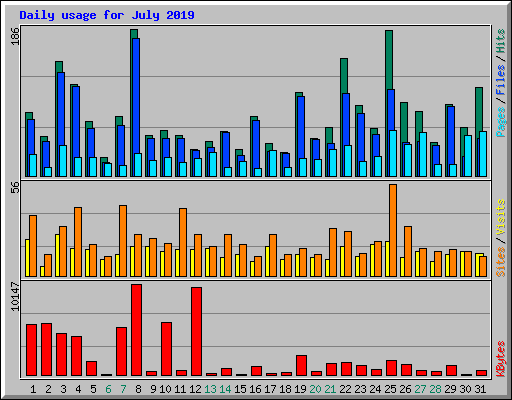 Daily usage for July 2019
186
Pages / Files / Hits
56
Sites / Visits
10147
KBytes
1 2 3 4 5 6 7 8 9 10 11 12 13 14 15 16 17 18 19 20 21 22 23 24 25 26 27 28 29 30 31